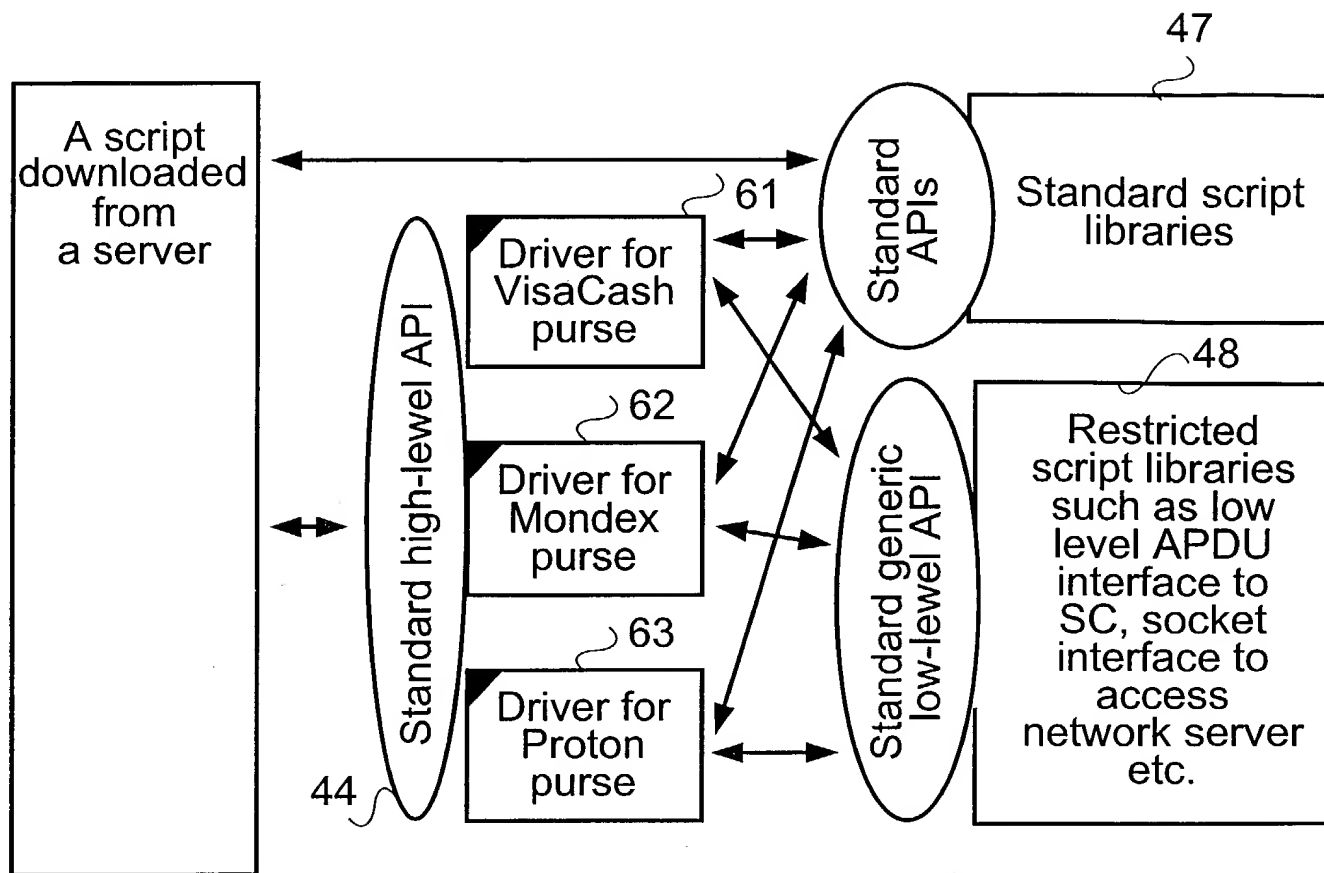 A script
downloaded
from
a server
44
Standard high-lewel API
61
Driver for
VisaCash
purse
62
Driver for
Mondex
purse
63
Driver for
Proton
purse
Standard
APIs
47
Standard script
libraries
Standard generic
low-lewel API
48
Restricted
script libraries
such as low
level APDU
interface to
SC, socket
interface to
access
network server
etc.